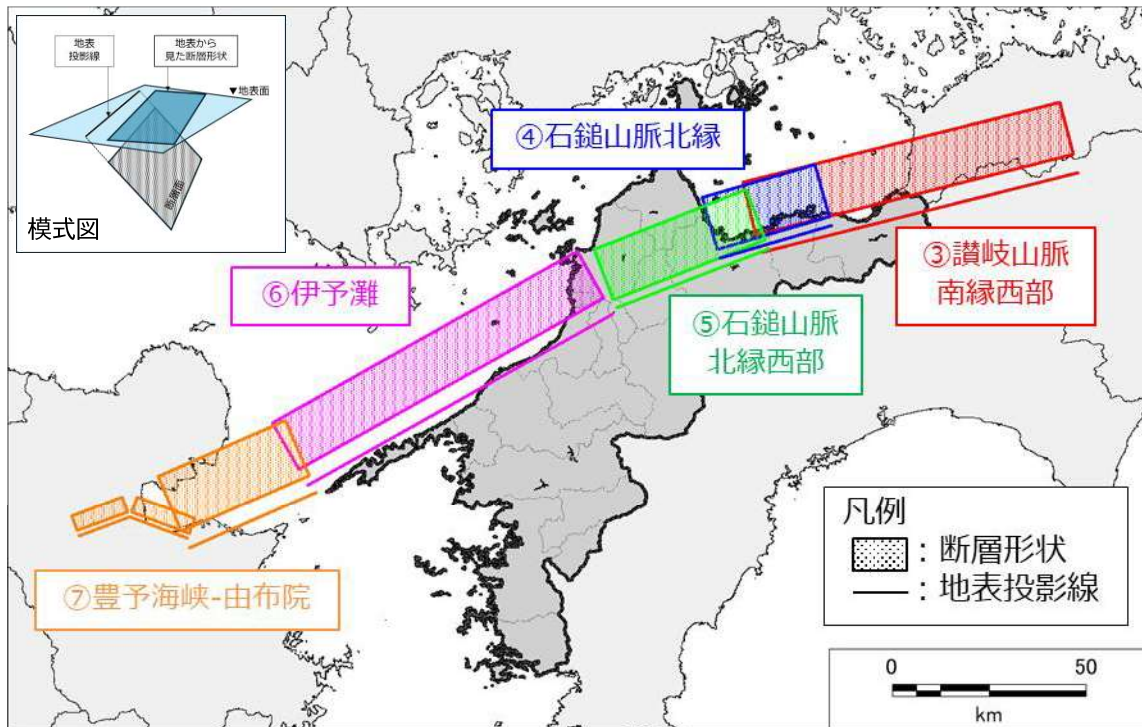 地表
投影線
地表から
見た断層形状
▼地表面
断層面
模式図
④石鎚山脈北縁
③讃岐山脈
南縁西部
⑥伊予灘
⑤石鎚山脈
北縁西部
⑦豊予海峡-由布院
凡例
：断層形状
：地表投影線
0 50
km